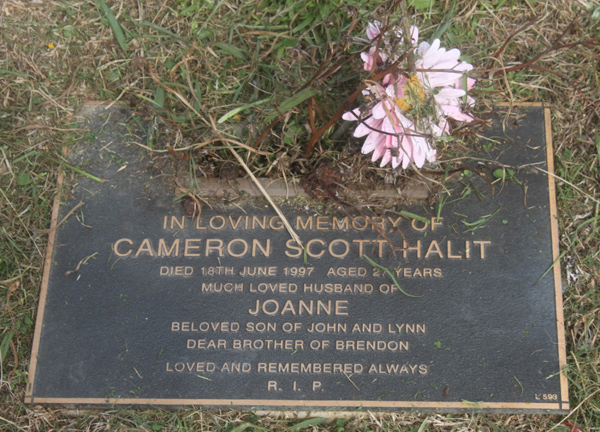 IN LOVING MEMORY OF
CAMERON SCOTT HALIT
DIED 18TH JUNE 1997 AGED YEARS
MUCH LOVED HUSBAND OF
JOANNE
BELOVED SON OF JOHN AND LYNN
DEAR BROTHER OF BRENDON
LOVED AND REMEMBERED ALWAYS
R. I. P.
L 599